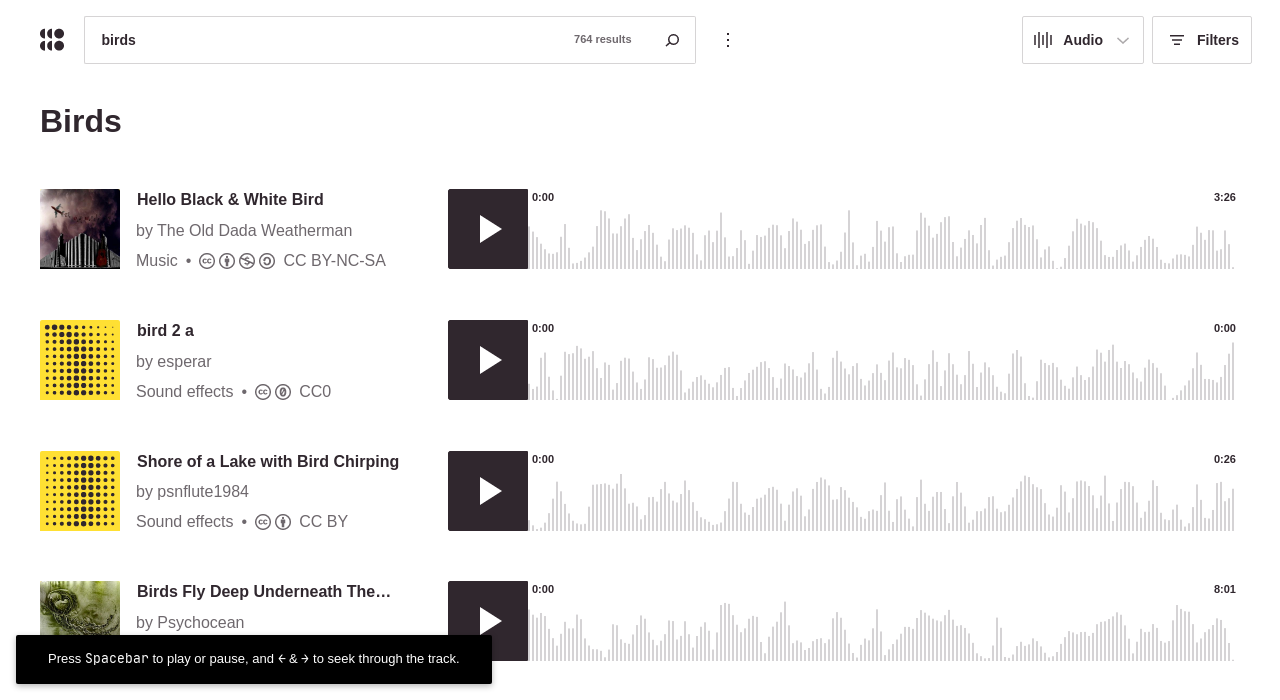 birds
764 results
Audio
Filters
Birds
Hello Black & White Bird
by The Old Dada Weatherman
Music • CC BY-NC-SA
0:00
3:26
bird 2 a
by esperar
Sound effects • CC0
0:00
0:00
Shore of a Lake with Bird Chirping
by psnflute1984
Sound effects • CC BY
0:00
0:26
Birds Fly Deep Underneath The…
by Psychocean
0:00
8:01
Press Spacebar to play or pause, and ← & → to seek through the track.